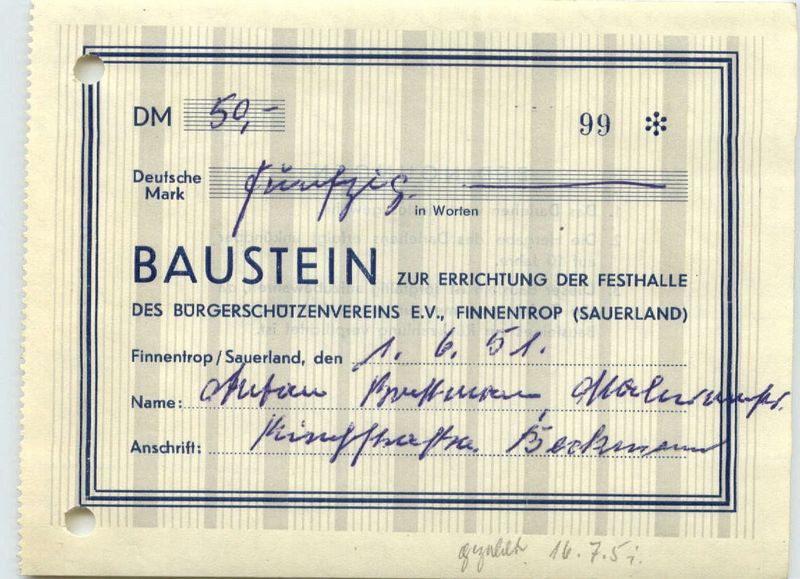 DM 50,- 99 ✻
Deutsche Mark fünfzig.
in Worten
BAUSTEIN ZUR ERRICHTUNG DER FESTHALLE
DES BÜRGERSCHÜTZENVEREINS E.V., FINNENTROP (SAUERLAND)
Finnentrop/Sauerland, den 1. 6. 51.
Name:
Anschrift: Beckmann
gezahlt 16.7.51.